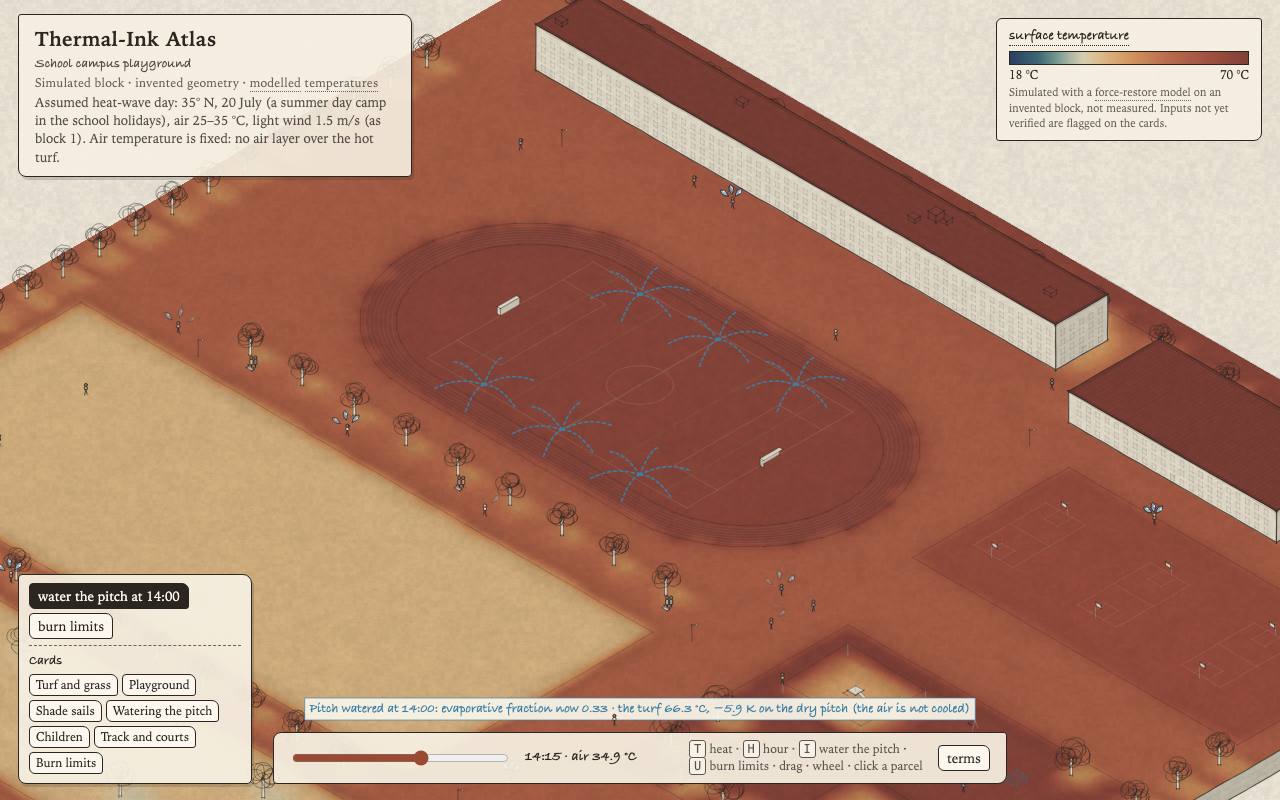 Thermal-Ink Atlas
School campus playground
Simulated block · invented geometry · modelled temperatures
Assumed heat-wave day: 35° N, 20 July (a summer day camp
in the school holidays), air 25–35 °C, light wind 1.5 m/s (as
block 1). Air temperature is fixed: no air layer over the hot
turf.
surface temperature
18 °C 70 °C
Simulated with a force-restore model on an
invented block, not measured. Inputs not yet
verified are flagged on the cards.
water the pitch at 14:00
burn limits
Cards
Turf and grass Playground
Shade sails Watering the pitch
Children Track and courts
Burn limits
Pitch watered at 14:00: evaporative fraction now 0.33 · the turf 66.3 °C, −5.9 K on the dry pitch (the air is not cooled)
14:15 · air 34.9 °C
T heat · H hour · I water the pitch ·
U burn limits · drag · wheel · click a parcel
terms